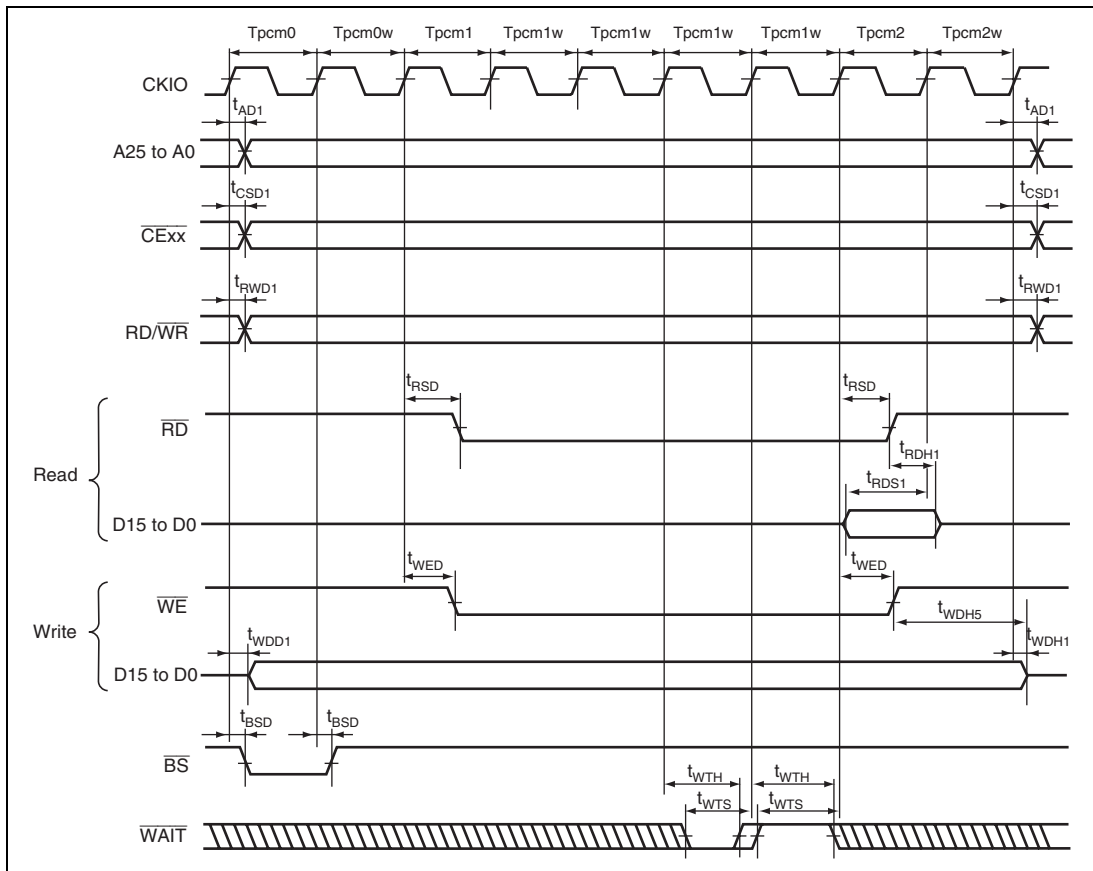 Tpcm0 Tpcm0w Tpcm1 Tpcm1w Tpcm1w Tpcm1w Tpcm1w Tpcm2 Tpcm2w
CKIO
tAD1 tAD1
A25 to A0
tCSD1 tCSD1
CExx
tRWD1 tRWD1
RD/WR
tRSD tRSD
RD
tRDH1
Read
tRDS1
D15 to D0
tWED tWED
WE
tWDH5
Write
tWDD1 tWDH1
D15 to D0
tBSD tBSD
BS
tWTH tWTH
tWTS tWTS
WAIT